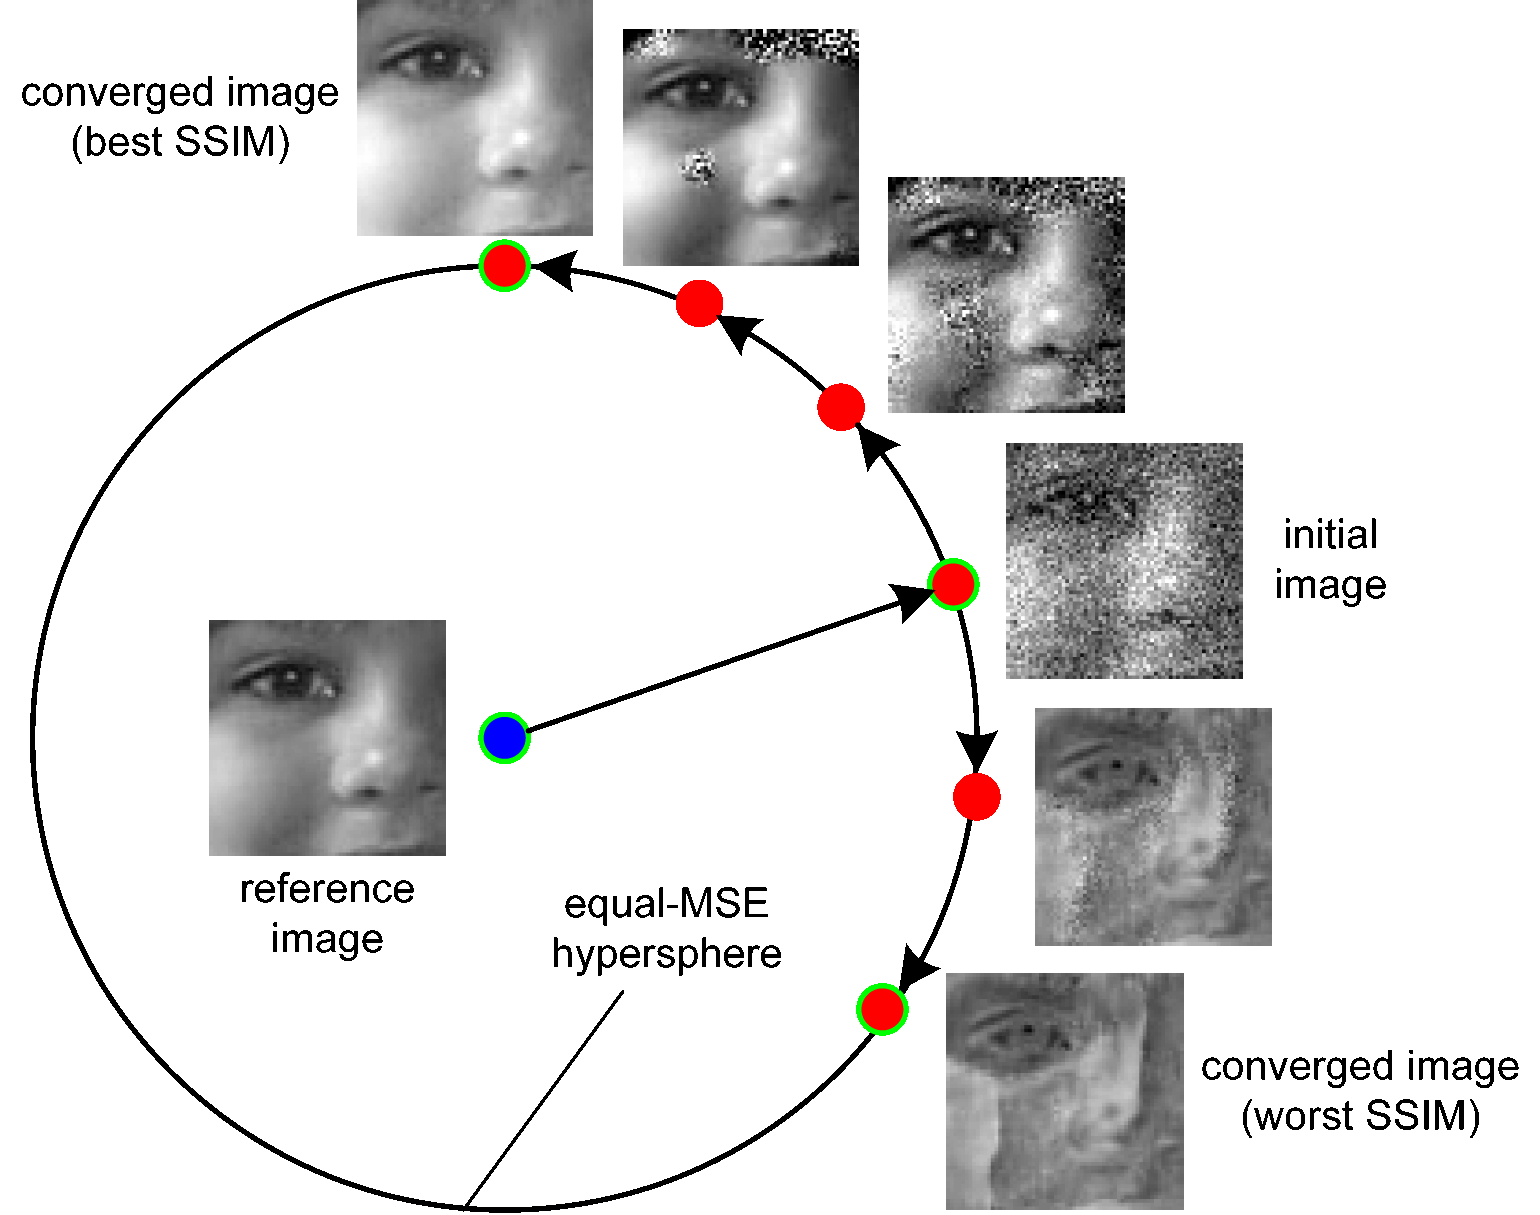 converged image
(best SSIM)
initial
image
reference
image
equal-MSE
hypersphere
converged image
(worst SSIM)